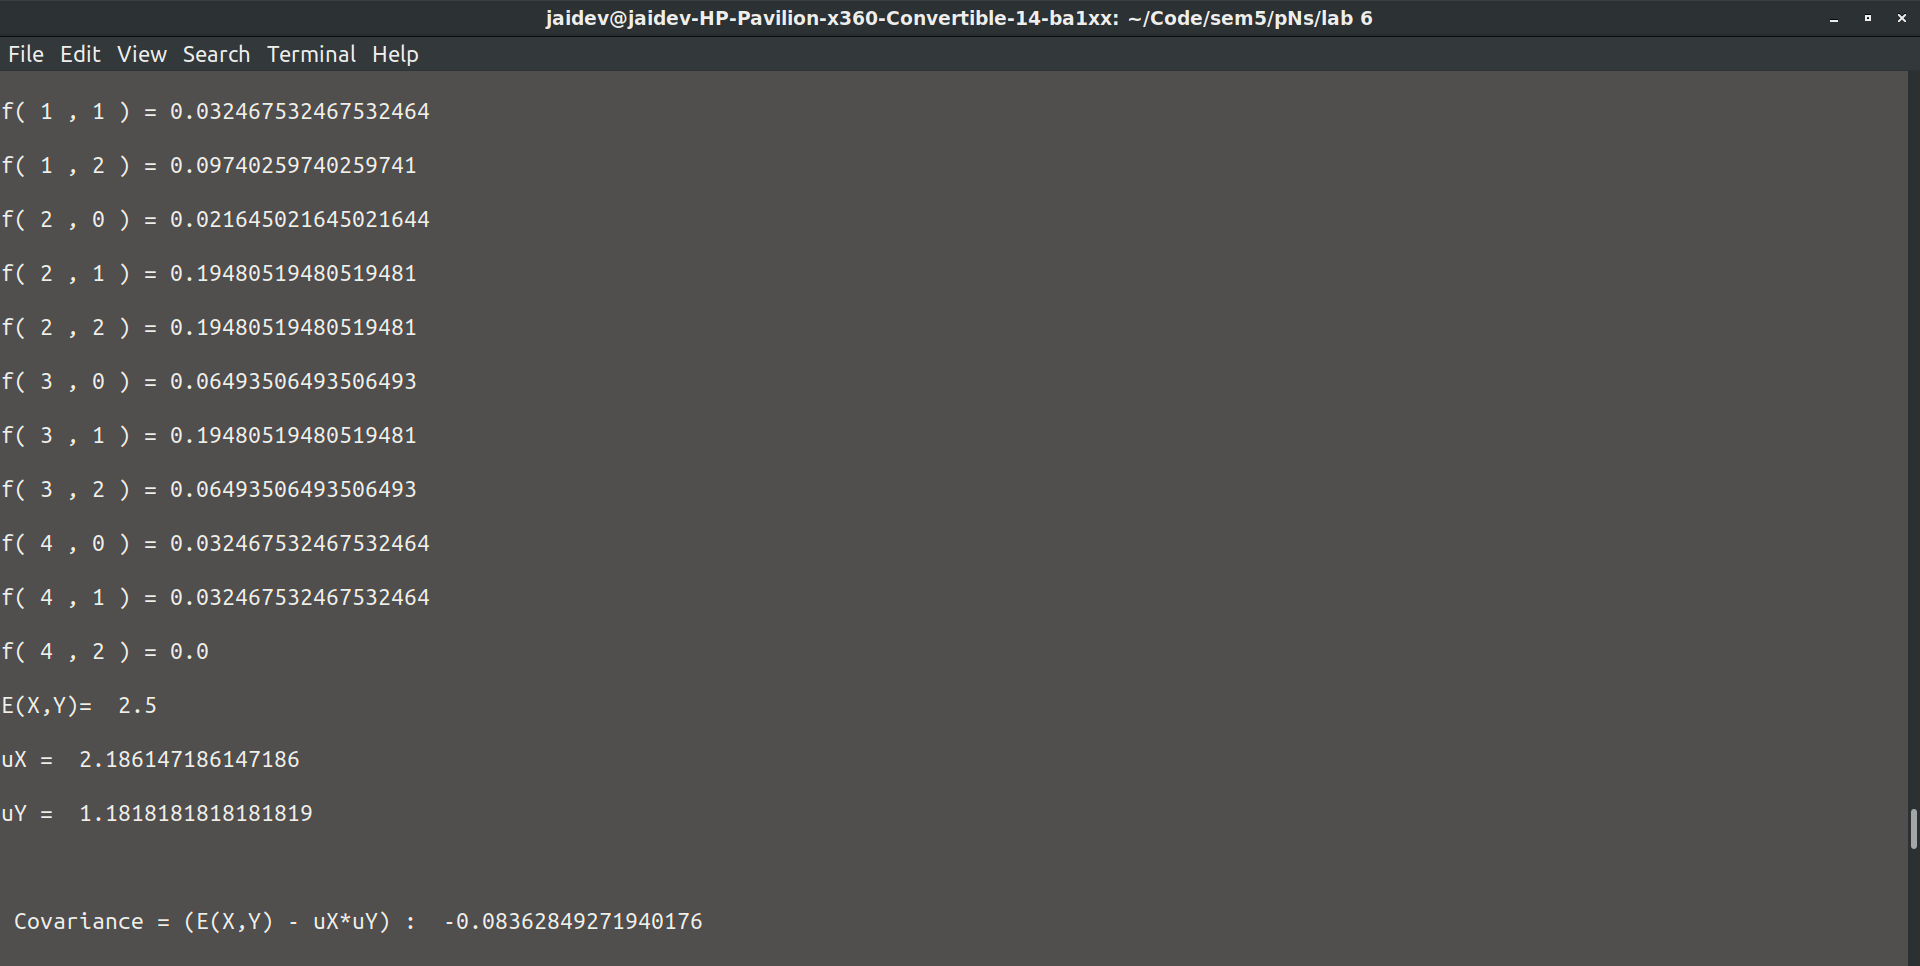 jaidev@jaidev-HP-Pavilion-x360-Convertible-14-ba1xx: ~/Code/sem5/pNs/lab 6
File Edit View Search Terminal Help
f( 1 , 1 ) = 0.032467532467532464
f( 1 , 2 ) = 0.09740259740259741
f( 2 , 0 ) = 0.021645021645021644
f( 2 , 1 ) = 0.19480519480519481
f( 2 , 2 ) = 0.19480519480519481
f( 3 , 0 ) = 0.06493506493506493
f( 3 , 1 ) = 0.19480519480519481
f( 3 , 2 ) = 0.06493506493506493
f( 4 , 0 ) = 0.032467532467532464
f( 4 , 1 ) = 0.032467532467532464
f( 4 , 2 ) = 0.0
E(X,Y)=  2.5
uX =  2.186147186147186
uY =  1.1818181818181819
Covariance = (E(X,Y) - uX*uY) :  -0.08362849271940176